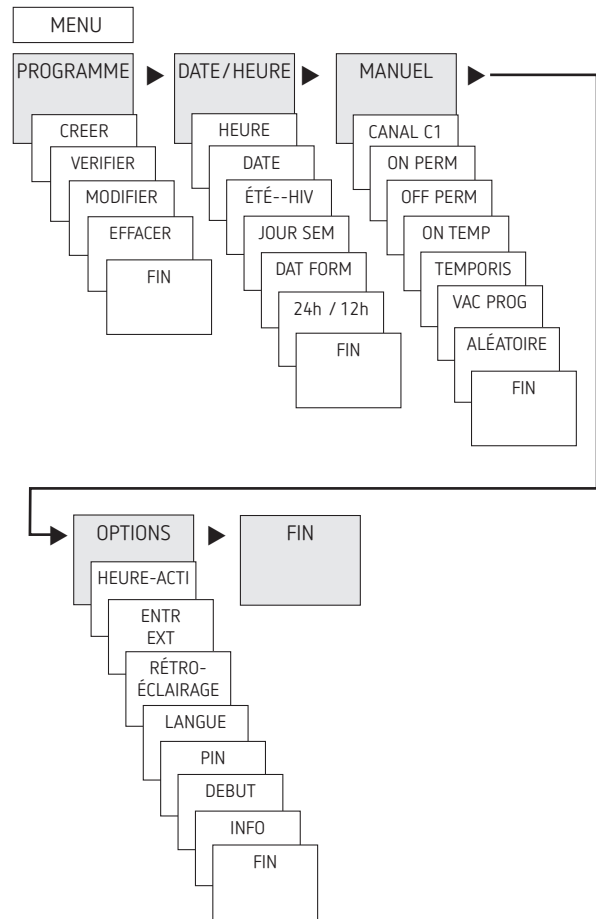 MENU
PROGRAMME
CREER
VERIFIER
MODIFIER
EFFACER
FIN
DATE/HEURE
HEURE
DATE
ÉTÉ--HIV
JOUR SEM
DAT FORM
24h / 12h
FIN
MANUEL
CANAL C1
ON PERM
OFF PERM
ON TEMP
TEMPORIS
VAC PROG
ALÉATOIRE
FIN
OPTIONS
HEURE-ACTI
ENTR
EXT
RÉTRO-
ÉCLAIRAGE
LANGUE
PIN
DEBUT
INFO
FIN
FIN